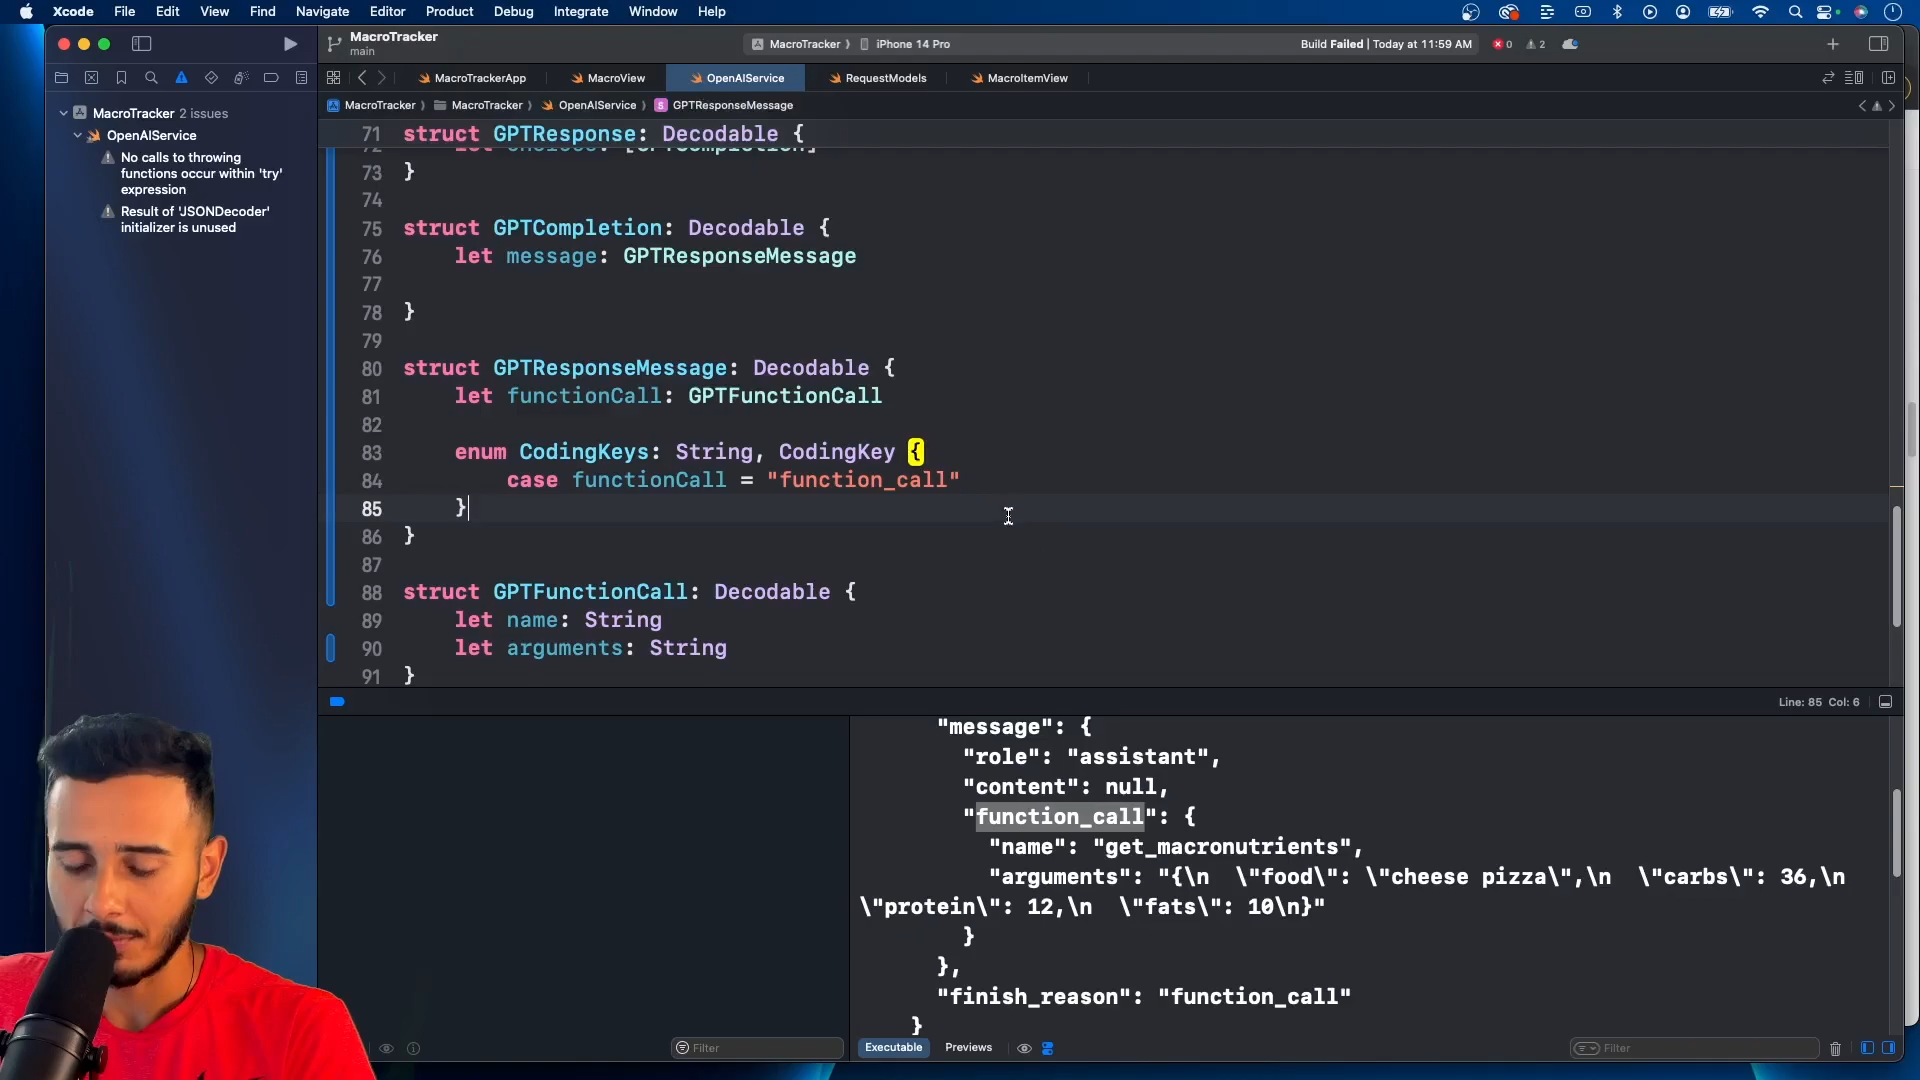 Xcode File Edit View Find Navigate Editor Product Debug Integrate Window Help
MacroTracker
main
MacroTracker iPhone 14 Pro
Build Failed | Today at 11:59 AM
0 2
MacroTrackerApp MacroView OpenAIService RequestModels MacroItemView
MacroTracker MacroTracker OpenAIService S GPTResponseMessage
MacroTracker 2 issues
OpenAIService
No calls to throwing
functions occur within 'try'
expression
Result of 'JSONDecoder'
initializer is unused
71 struct GPTResponse: Decodable {
72 let choices: [GPTCompletion]
73 }
74
75 struct GPTCompletion: Decodable {
76 let message: GPTResponseMessage
77
78 }
79
80 struct GPTResponseMessage: Decodable {
81 let functionCall: GPTFunctionCall
82
83 enum CodingKeys: String, CodingKey {
84 case functionCall = "function_call"
85 }
86 }
87
88 struct GPTFunctionCall: Decodable {
89 let name: String
90 let arguments: String
91 }
Line: 85 Col: 6
"message": {
"role": "assistant",
"content": null,
"function_call": {
"name": "get_macronutrients",
"arguments": "{\n  \"food\": \"cheese pizza\",\n  \"carbs\": 36,\n
\"protein\": 12,\n  \"fats\": 10\n}"
}
},
"finish_reason": "function_call"
}
Filter
Executable Previews
Filter